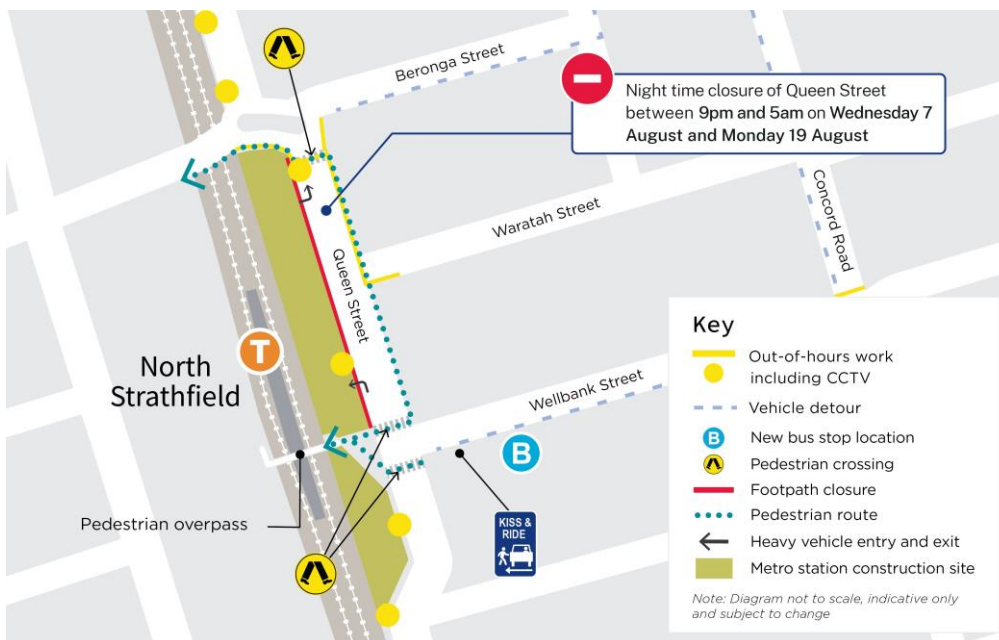 Beronga Street
Night time closure of Queen Street
between 9pm and 5am on Wednesday 7
August and Monday 19 August
Waratah Street
Concord Road
Queen Street
T
North
Strathfield
Wellbank Street
B
Pedestrian overpass
KISS &
RIDE
Key
Out-of-hours work
including CCTV
Vehicle detour
B
New bus stop location
Pedestrian crossing
Footpath closure
Pedestrian route
Heavy vehicle entry and exit
Metro station construction site
Note: Diagram not to scale, indicative only
and subject to change